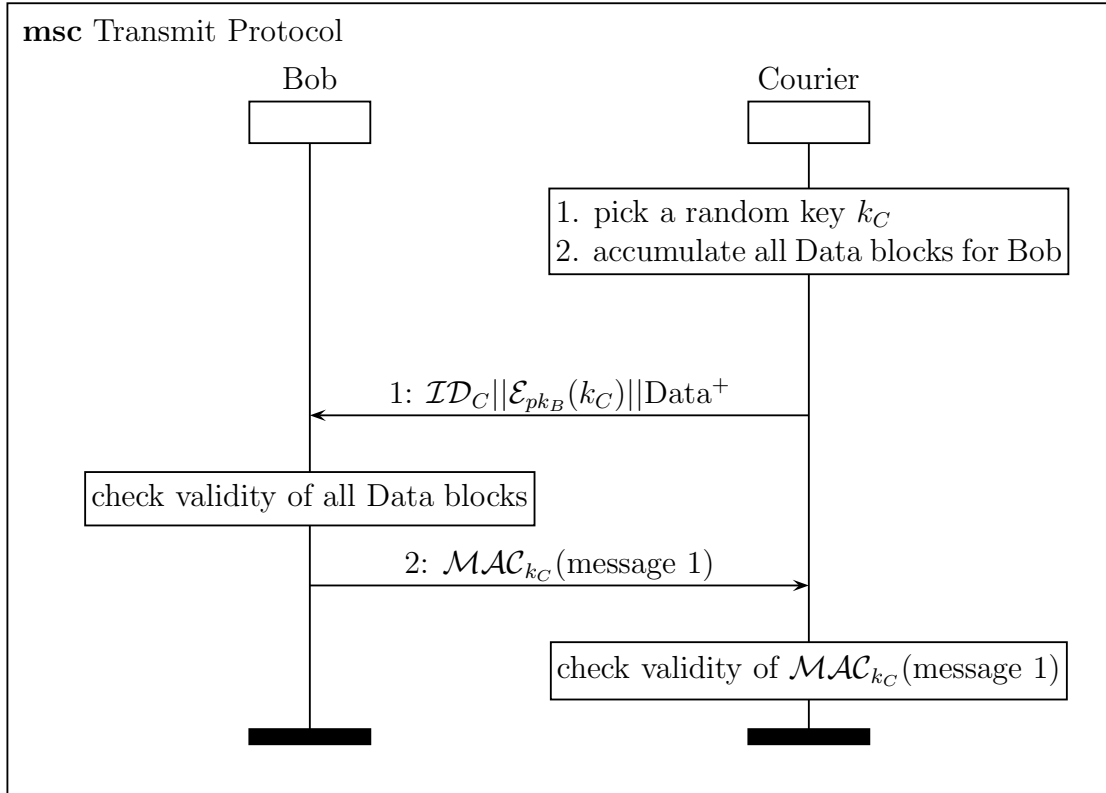 msc Transmit Protocol
Bob
Courier
1. pick a random key k_C
2. accumulate all Data blocks for Bob
1: 𝓘𝓓_C||𝓔_{pk_B}(k_C)||Data⁺
check validity of all Data blocks
2: 𝓜𝓐𝓒_{k_C}(message 1)
check validity of 𝓜𝓐𝓒_{k_C}(message 1)